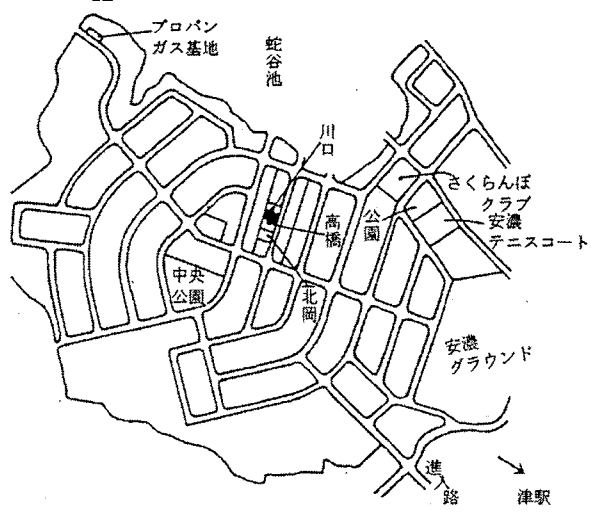 プロパン
ガス基地
蛇谷池
川口
さくらんぼ
クラブ
公園
安濃
テニスコート
高橋
北岡
中央
公園
安濃
グラウンド
進入路
津駅